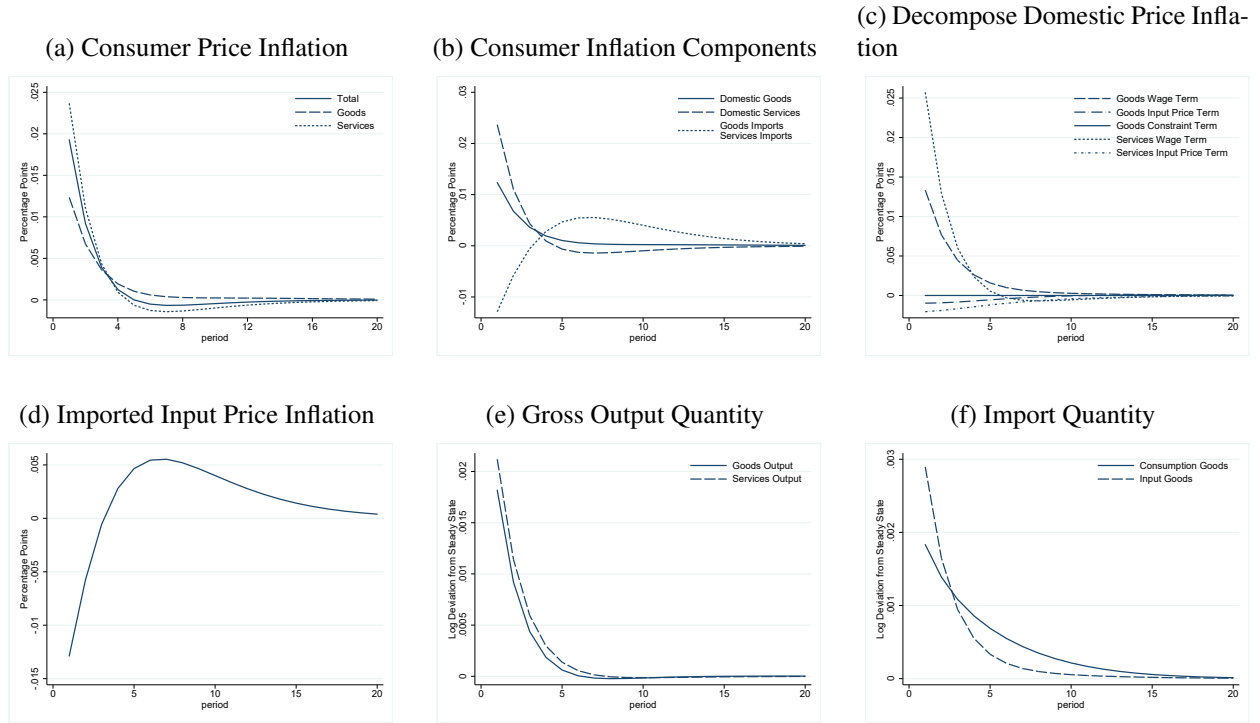 (a) Consumer Price Inflation
Percentage Points
.025
.02
.015
.01
.005
0
Total
Goods
Services
0 4 8 12 16 20
period
(b) Consumer Inflation Components
Percentage Points
.03
.02
.01
0
-.01
Domestic Goods
Domestic Services
Goods Imports
Services Imports
0 5 10 15 20
period
(c) Decompose Domestic Price Infla-
tion
Percentage Points
.025
.02
.015
.01
.005
0
Goods Wage Term
Goods Input Price Term
Goods Constraint Term
Services Wage Term
Services Input Price Term
0 5 10 15 20
period
(d) Imported Input Price Inflation
Percentage Points
.005
0
-.005
-.01
-.015
0 5 10 15 20
period
(e) Gross Output Quantity
Log Deviation from Steady State
.002
.0015
.001
.0005
0
Goods Output
Services Output
0 5 10 15 20
period
(f) Import Quantity
Log Deviation from Steady State
.003
.002
.001
0
Consumption Goods
Input Goods
0 5 10 15 20
period